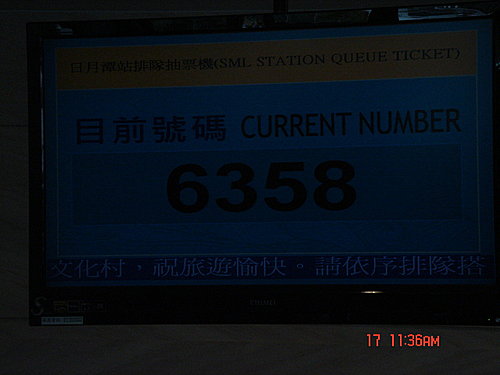 日月潭站排隊抽票機(SML STATION QUEUE TICKET)
目前號碼 CURRENT NUMBER
6358
文化村，祝旅遊愉快。請依序排隊搭
CHIMEI
17 11:36AM